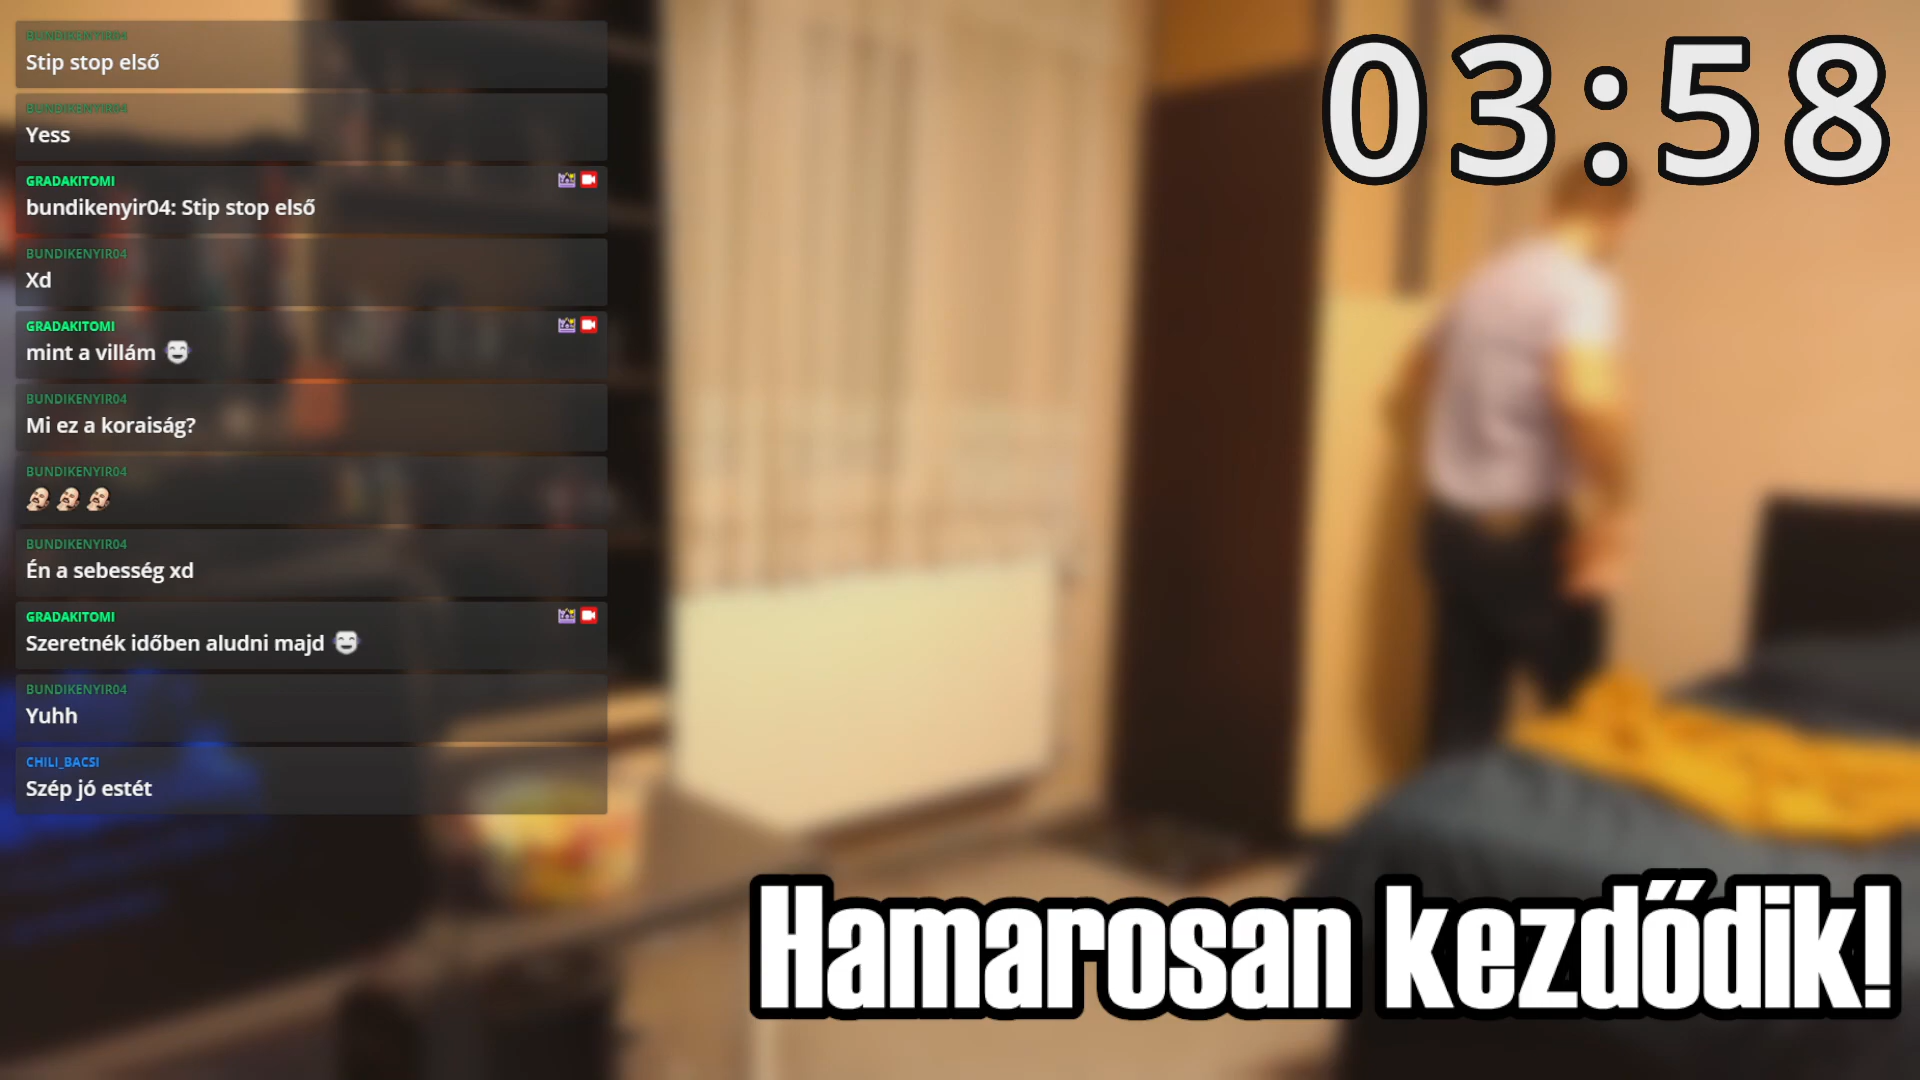 BUNDIKENYIR04
Stip stop első
BUNDIKENYIR04
Yess
GRADAKITOMI
bundikenyir04: Stip stop első
BUNDIKENYIR04
Xd
GRADAKITOMI
mint a villám
BUNDIKENYIR04
Mi ez a koraiság?
BUNDIKENYIR04
BUNDIKENYIR04
Én a sebesség xd
GRADAKITOMI
Szeretnék időben aludni majd
BUNDIKENYIR04
Yuhh
CHILI_BACSI
Szép jó estét
03:58
Hamarosan kezdődik!